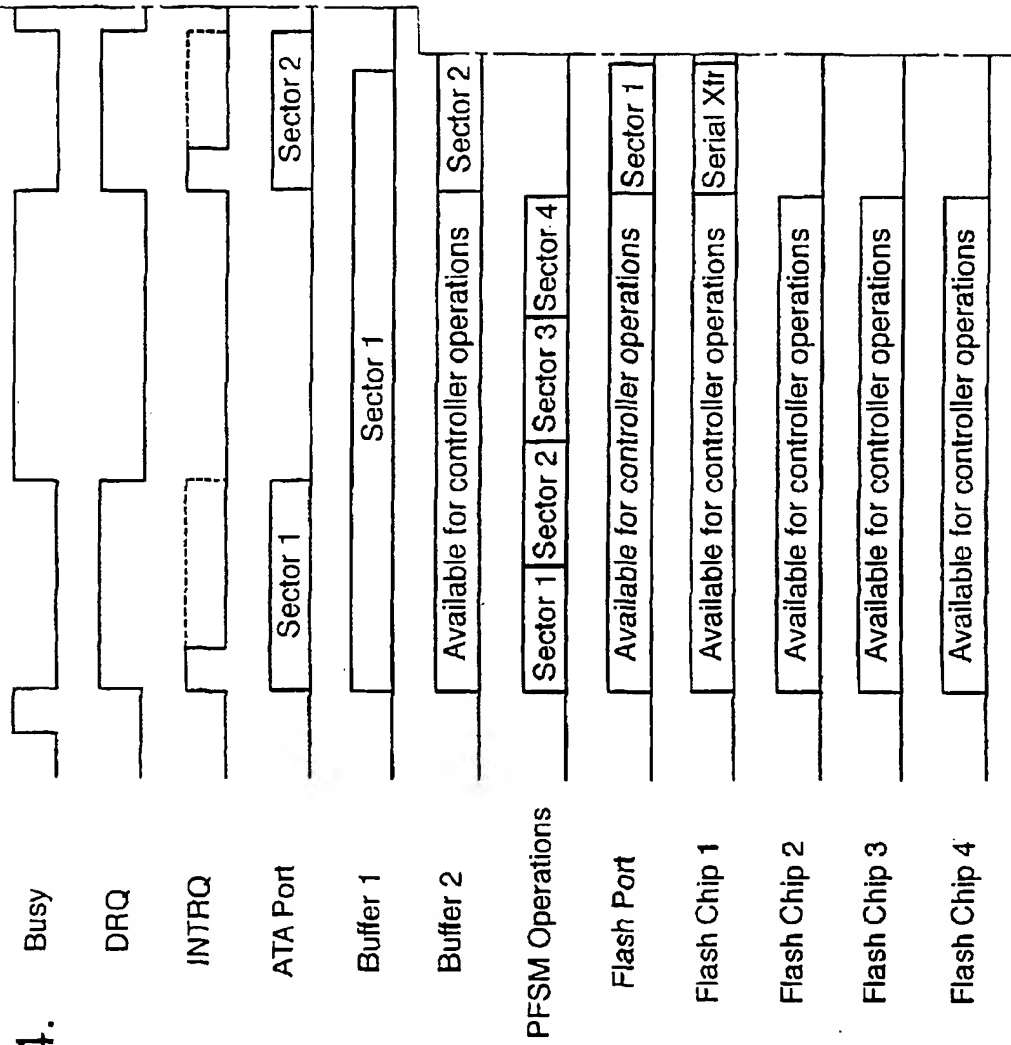 Busy
DRQ
INTRQ
ATA Port Sector 1 Sector 2
Buffer 1 Sector 1
Buffer 2 Available for controller operations Sector 2
PFSM Operations Sector 1 Sector 2 Sector 3 Sector 4
Flash Port Available for controller operations Sector 1
Flash Chip 1 Available for controller operations Serial Xfr
Flash Chip 2 Available for controller operations
Flash Chip 3 Available for controller operations
Flash Chip 4 Available for controller operations